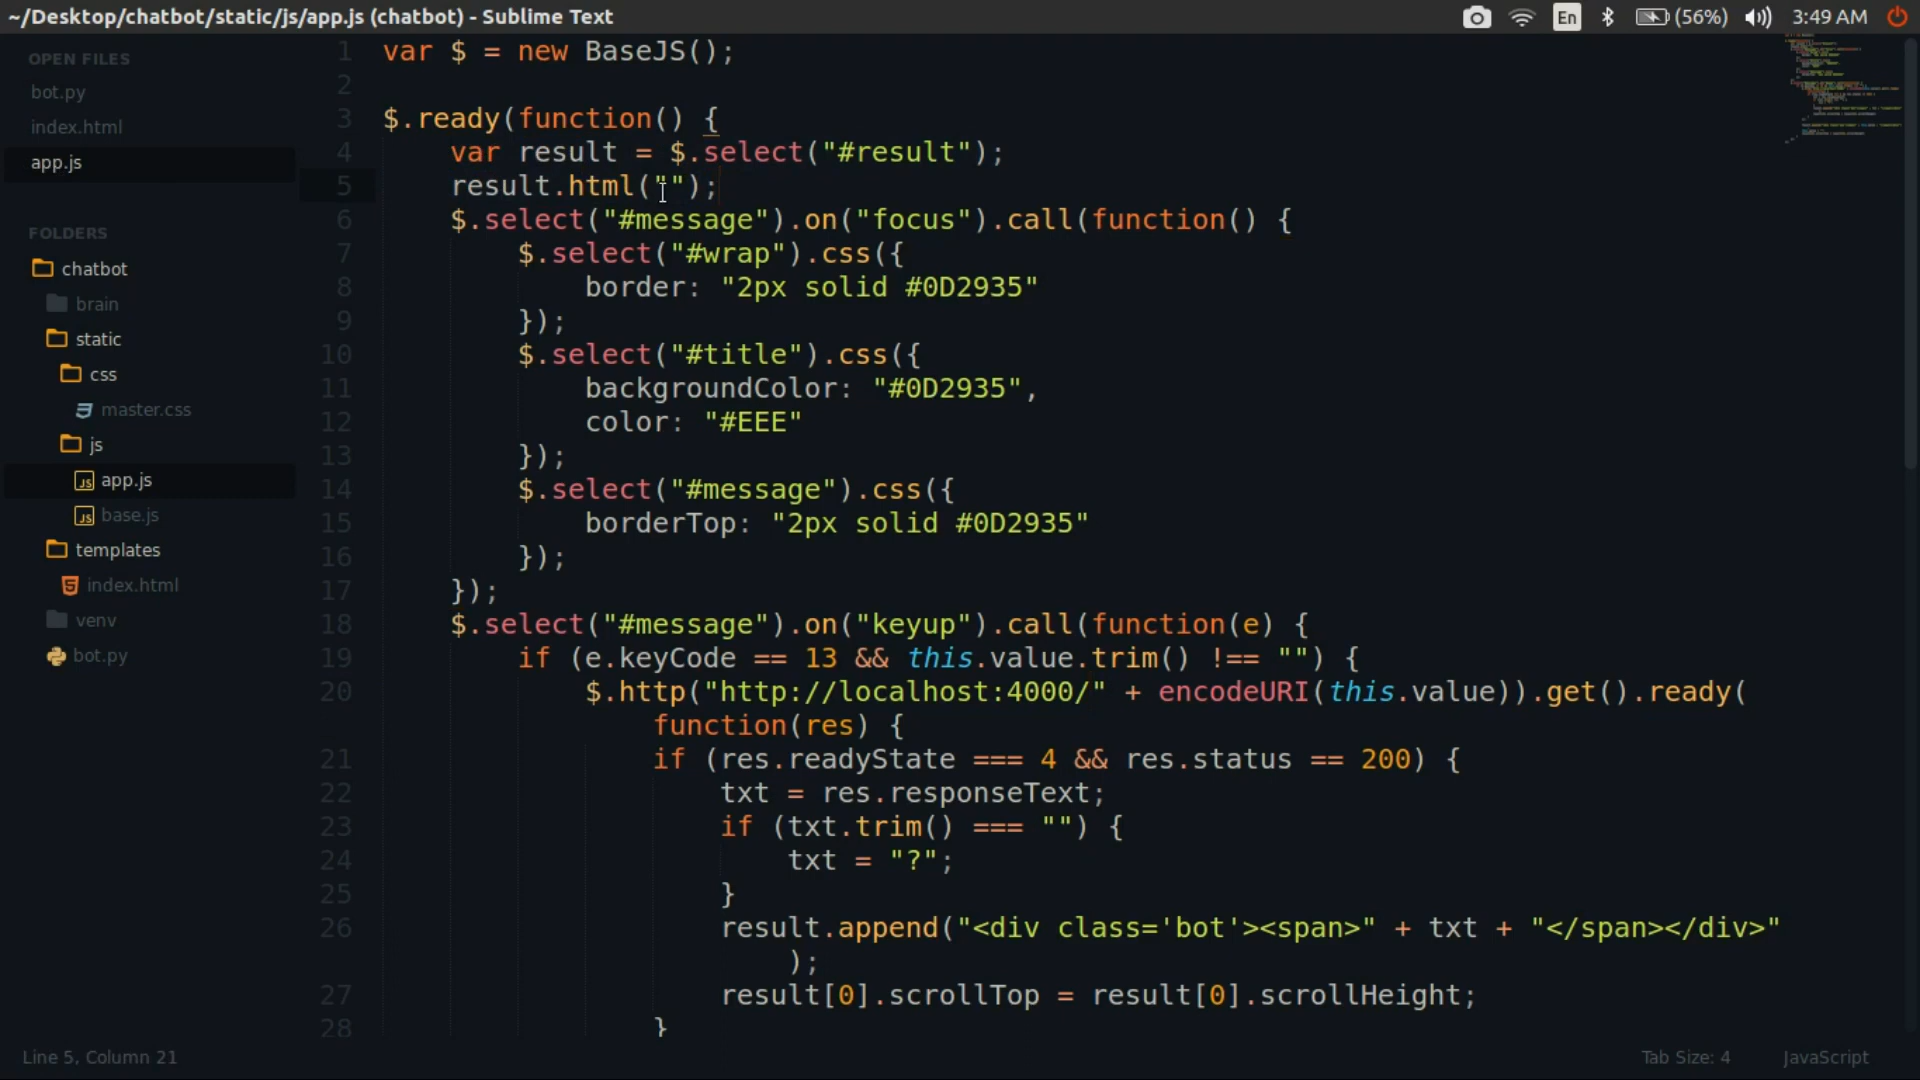 ~/Desktop/chatbot/static/js/app.js (chatbot) - Sublime Text
En
(56%)
3:49 AM
OPEN FILES
bot.py
index.html
app.js
FOLDERS
chatbot
brain
static
css
master.css
js
JS app.js
JS base.js
templates
index.html
venv
bot.py
1 var $ = new BaseJS();
2
3 $.ready(function() {
4     var result = $.select("#result");
5     result.html("");
6     $.select("#message").on("focus").call(function() {
7         $.select("#wrap").css({
8             border: "2px solid #0D2935"
9         });
10         $.select("#title").css({
11             backgroundColor: "#0D2935",
12             color: "#EEE"
13         });
14         $.select("#message").css({
15             borderTop: "2px solid #0D2935"
16         });
17     });
18     $.select("#message").on("keyup").call(function(e) {
19         if (e.keyCode == 13 && this.value.trim() !== "") {
20             $.http("http://localhost:4000/" + encodeURI(this.value)).get().ready(
                function(res) {
21                 if (res.readyState === 4 && res.status == 200) {
22                     txt = res.responseText;
23                     if (txt.trim() === "") {
24                         txt = "?";
25                     }
26                     result.append("<div class='bot'><span>" + txt + "</span></div>"
                        );
27                     result[0].scrollTop = result[0].scrollHeight;
28                 }
Line 5, Column 21
Tab Size: 4
JavaScript